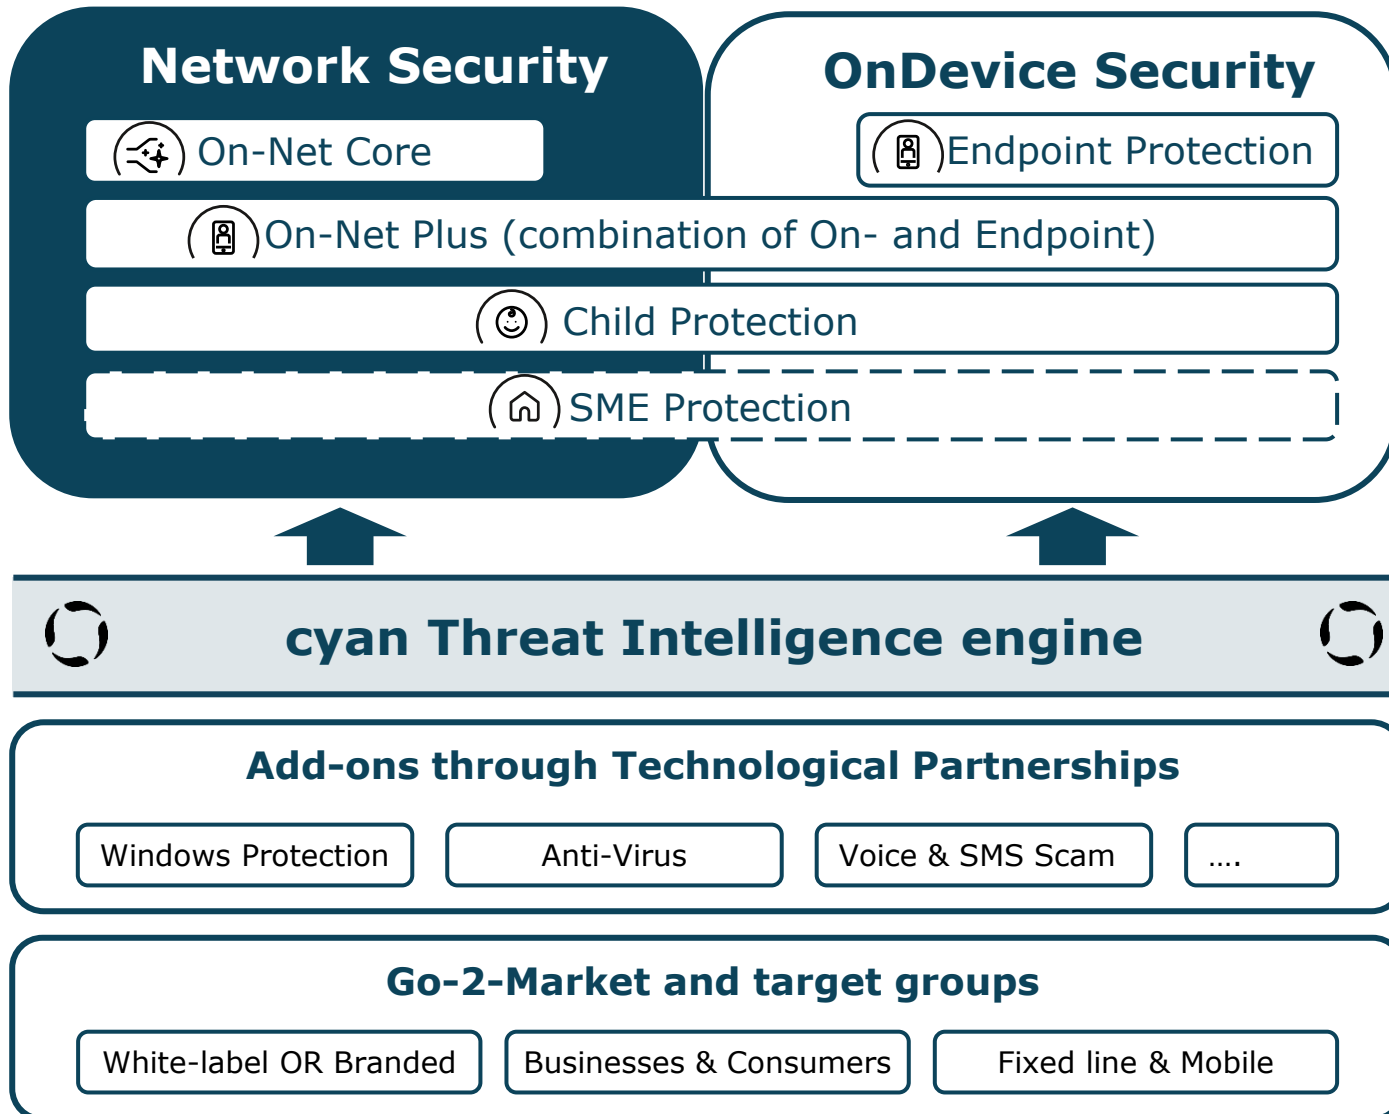 Network Security
OnDevice Security
On-Net Core
Endpoint Protection
On-Net Plus (combination of On- and Endpoint)
Child Protection
SME Protection
cyan Threat Intelligence engine
Add-ons through Technological Partnerships
Windows Protection
Anti-Virus
Voice & SMS Scam
....
Go-2-Market and target groups
White-label OR Branded
Businesses & Consumers
Fixed line & Mobile